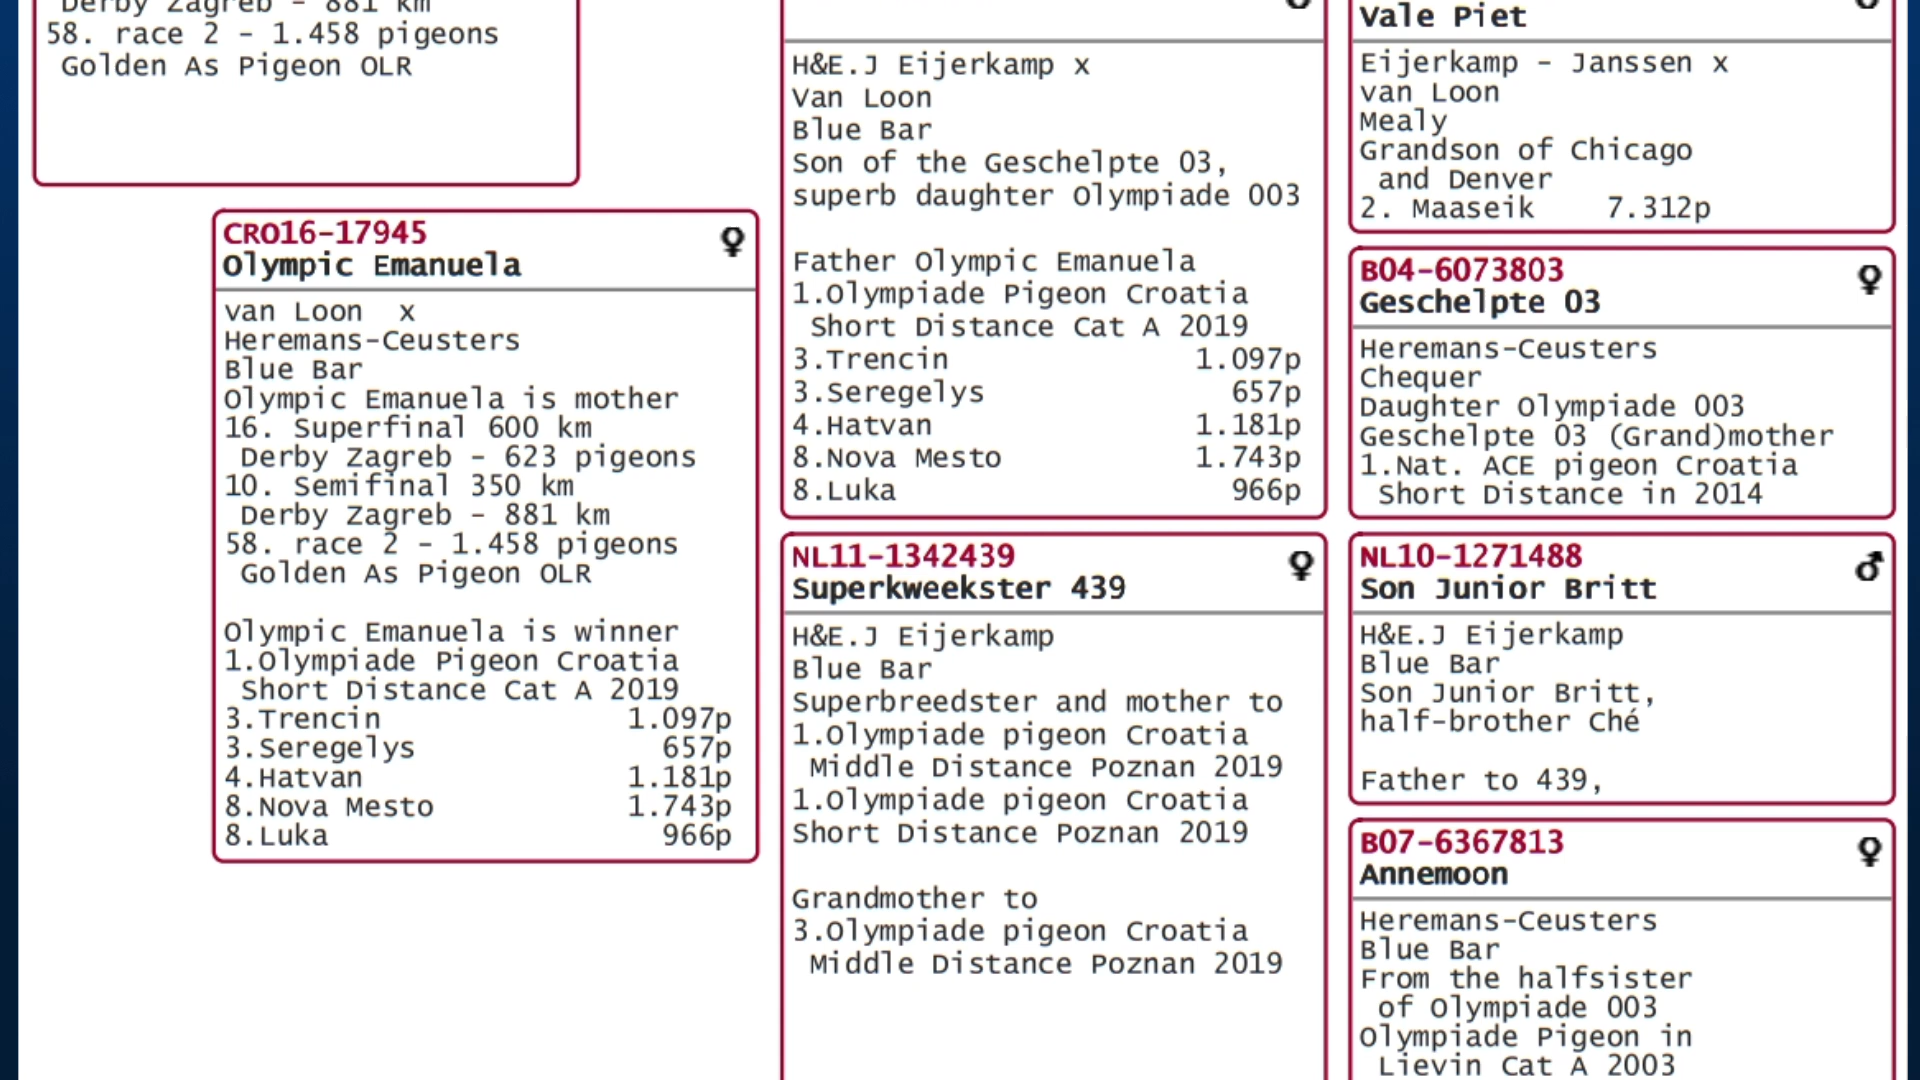 Derby Zagreb - 881 km
58. race 2 - 1.458 pigeons
Golden As Pigeon OLR
CRO16-17945
Olympic Emanuela
van Loon x
Heremans-Ceusters
Blue Bar
Olympic Emanuela is mother
16. Superfinal 600 km
Derby Zagreb - 623 pigeons
10. Semifinal 350 km
Derby Zagreb - 881 km
58. race 2 - 1.458 pigeons
Golden As Pigeon OLR
Olympic Emanuela is winner
1.Olympiade Pigeon Croatia
Short Distance Cat A 2019
3.Trencin 1.097p
3.Seregelys 657p
4.Hatvan 1.181p
8.Nova Mesto 1.743p
8.Luka 966p
H&E.J Eijerkamp x
Van Loon
Blue Bar
Son of the Geschelpte 03,
superb daughter Olympiade 003
Father Olympic Emanuela
1.Olympiade Pigeon Croatia
Short Distance Cat A 2019
3.Trencin 1.097p
3.Seregelys 657p
4.Hatvan 1.181p
8.Nova Mesto 1.743p
8.Luka 966p
NL11-1342439
Superkweekster 439
H&E.J Eijerkamp
Blue Bar
Superbreedster and mother to
1.Olympiade pigeon Croatia
Middle Distance Poznan 2019
1.Olympiade pigeon Croatia
Short Distance Poznan 2019
Grandmother to
3.Olympiade pigeon Croatia
Middle Distance Poznan 2019
Vale Piet
Eijerkamp - Janssen x
van Loon
Mealy
Grandson of Chicago
and Denver
2. Maaseik 7.312p
B04-6073803
Geschelpte 03
Heremans-Ceusters
Chequer
Daughter Olympiade 003
Geschelpte 03 (Grand)mother
1.Nat. ACE pigeon Croatia
Short Distance in 2014
NL10-1271488
Son Junior Britt
H&E.J Eijerkamp
Blue Bar
Son Junior Britt,
half-brother Ché
Father to 439,
B07-6367813
Annemoon
Heremans-Ceusters
Blue Bar
From the halfsister
of Olympiade 003
Olympiade Pigeon in
Lievin Cat A 2003